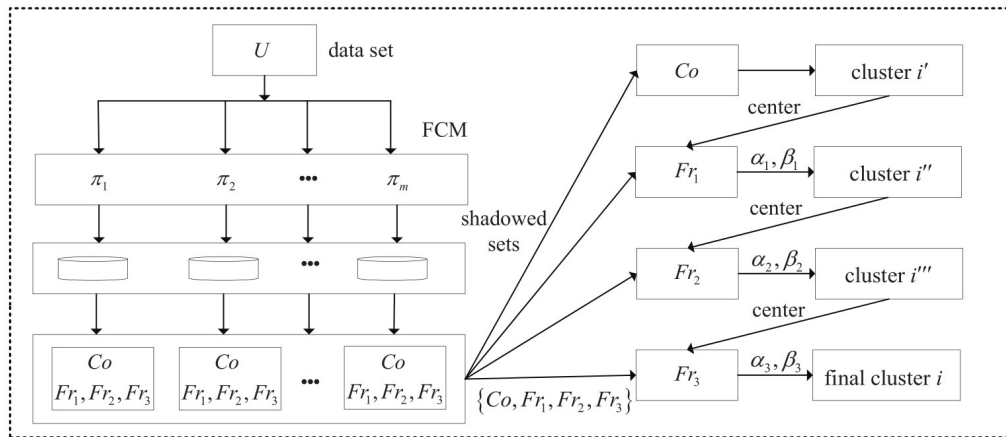 U
data set
FCM
π₁ π₂ ••• πₘ
•••
Co Co Co
Fr₁, Fr₂, Fr₃ Fr₁, Fr₂, Fr₃ ••• Fr₁, Fr₂, Fr₃
shadowed
sets
{Co, Fr₁, Fr₂, Fr₃}
Co
cluster i′
center
Fr₁
α₁, β₁
cluster i″
center
Fr₂
α₂, β₂
cluster i‴
center
Fr₃
α₃, β₃
final cluster i